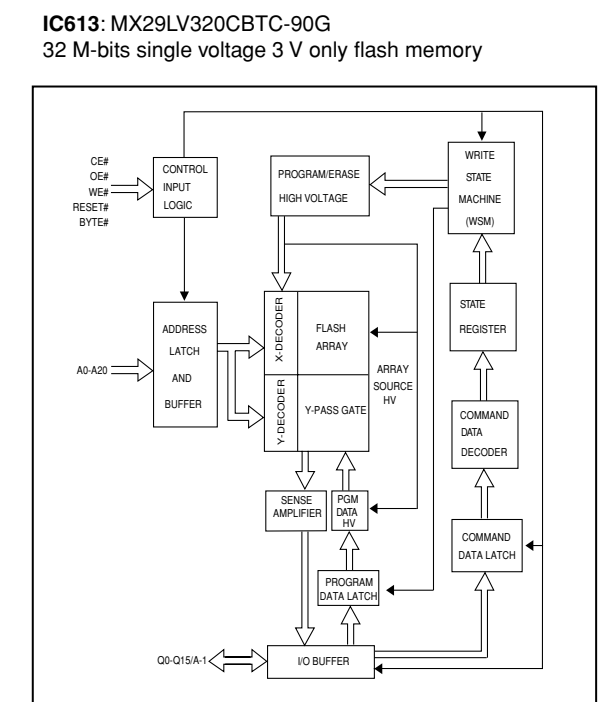 IC613: MX29LV320CBTC-90G
32 M-bits single voltage 3 V only flash memory
CE#
OE#
WE#
RESET#
BYTE#
CONTROL
INPUT
LOGIC
PROGRAM/ERASE
HIGH VOLTAGE
WRITE
STATE
MACHINE
(WSM)
A0-A20
ADDRESS
LATCH
AND
BUFFER
X-DECODER
FLASH
ARRAY
Y-DECODER
Y-PASS GATE
ARRAY
SOURCE
HV
STATE
REGISTER
COMMAND
DATA
DECODER
SENSE
AMPLIFIER
PGM
DATA
HV
COMMAND
DATA LATCH
PROGRAM
DATA LATCH
Q0-Q15/A-1
I/O BUFFER